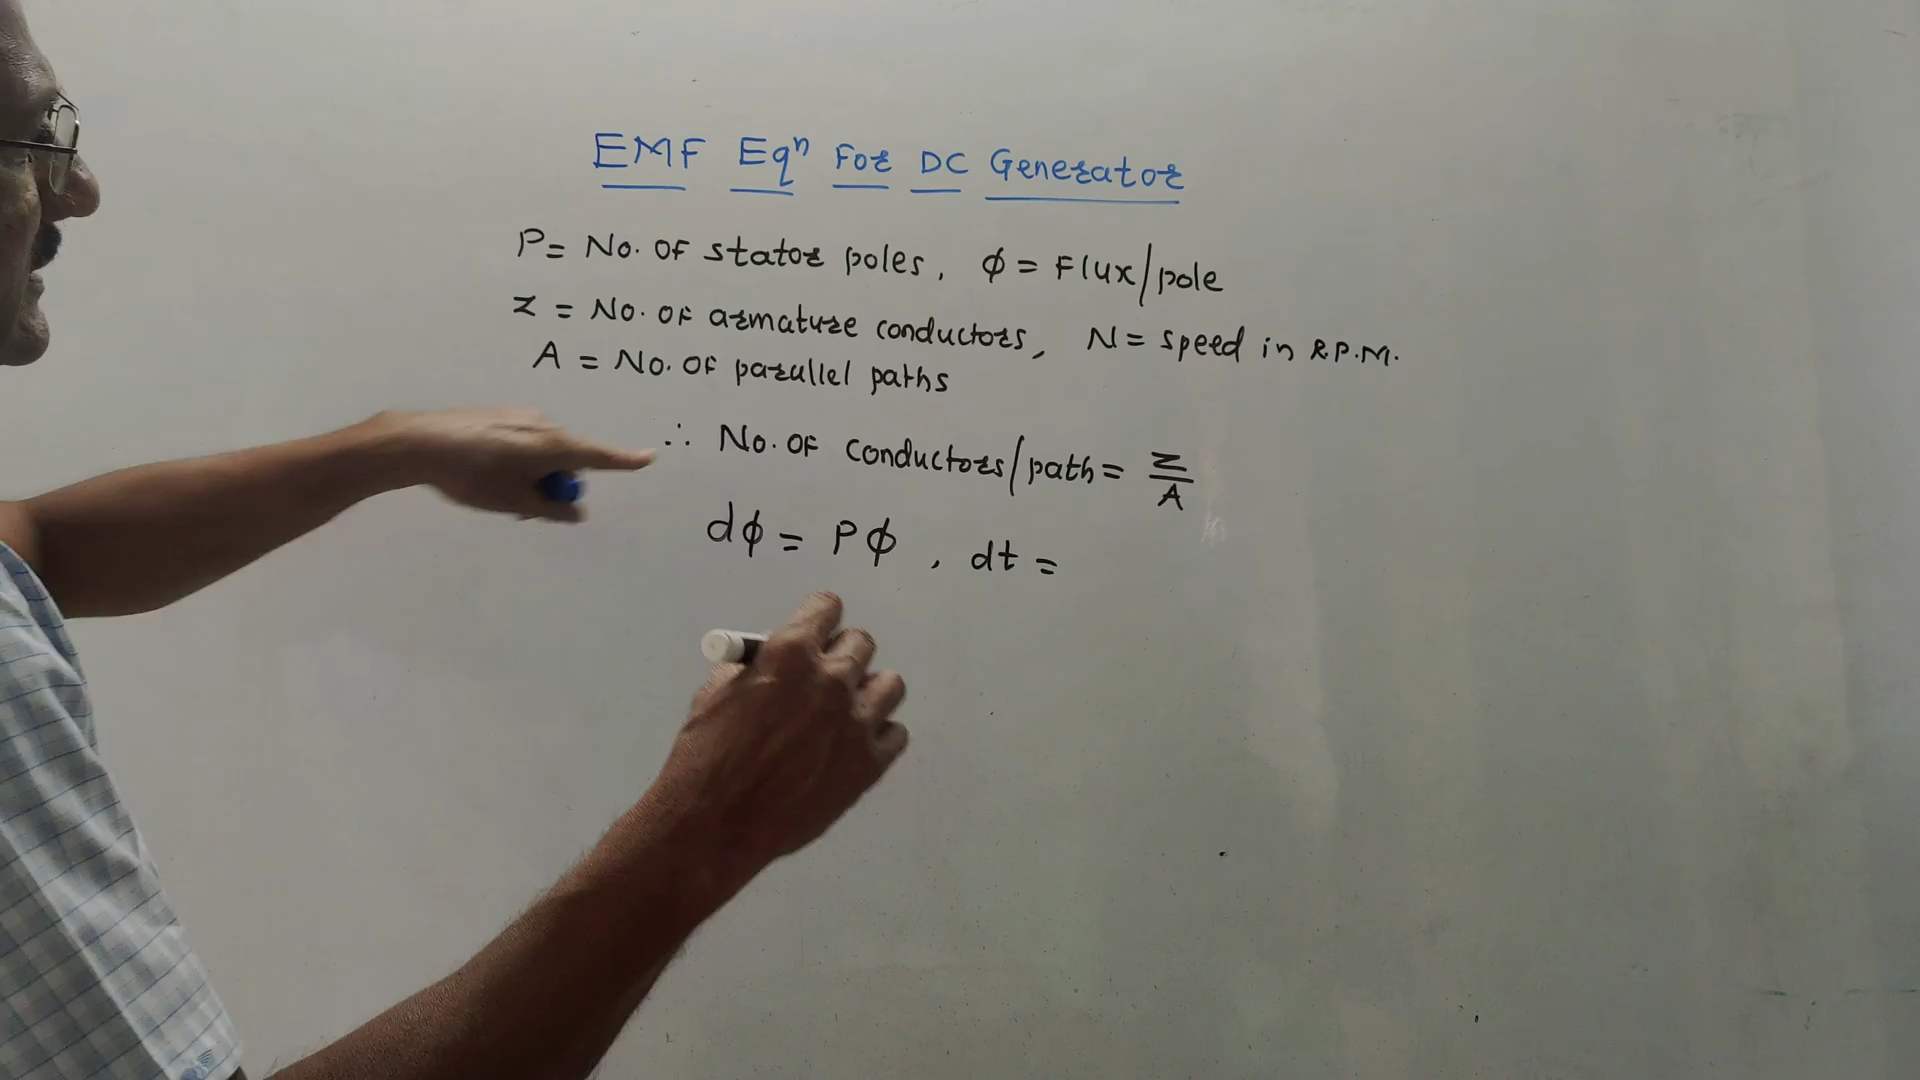 EMF Eqⁿ For DC Generator
P= No. OF stator poles, ϕ = Flux/pole
Z = No. OF armature conductors, N= speed in R.P.M.
A = No. OF parallel paths
∴ No. OF conductors/path = Z/A
dϕ = Pϕ, dt =